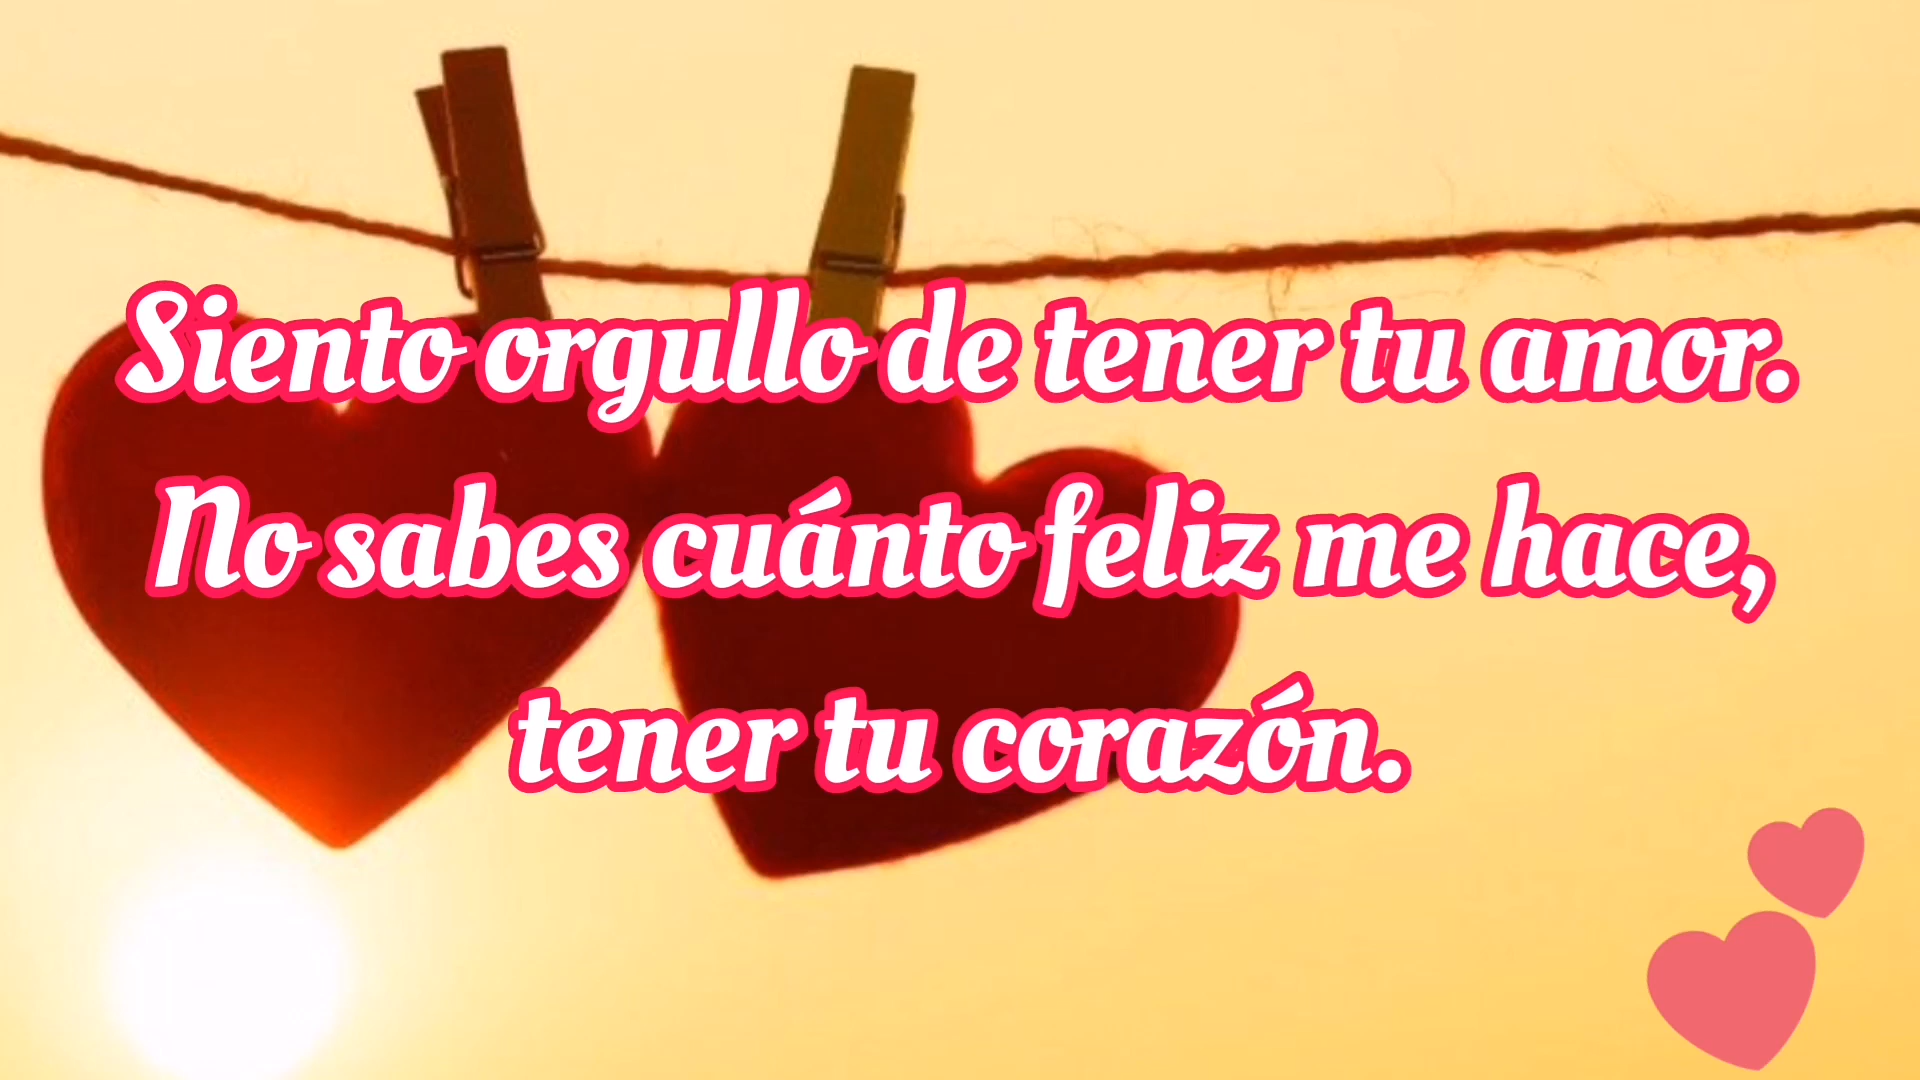 Siento orgullo de tener tu amor.
No sabes cuánto feliz me hace,
tener tu corazón.